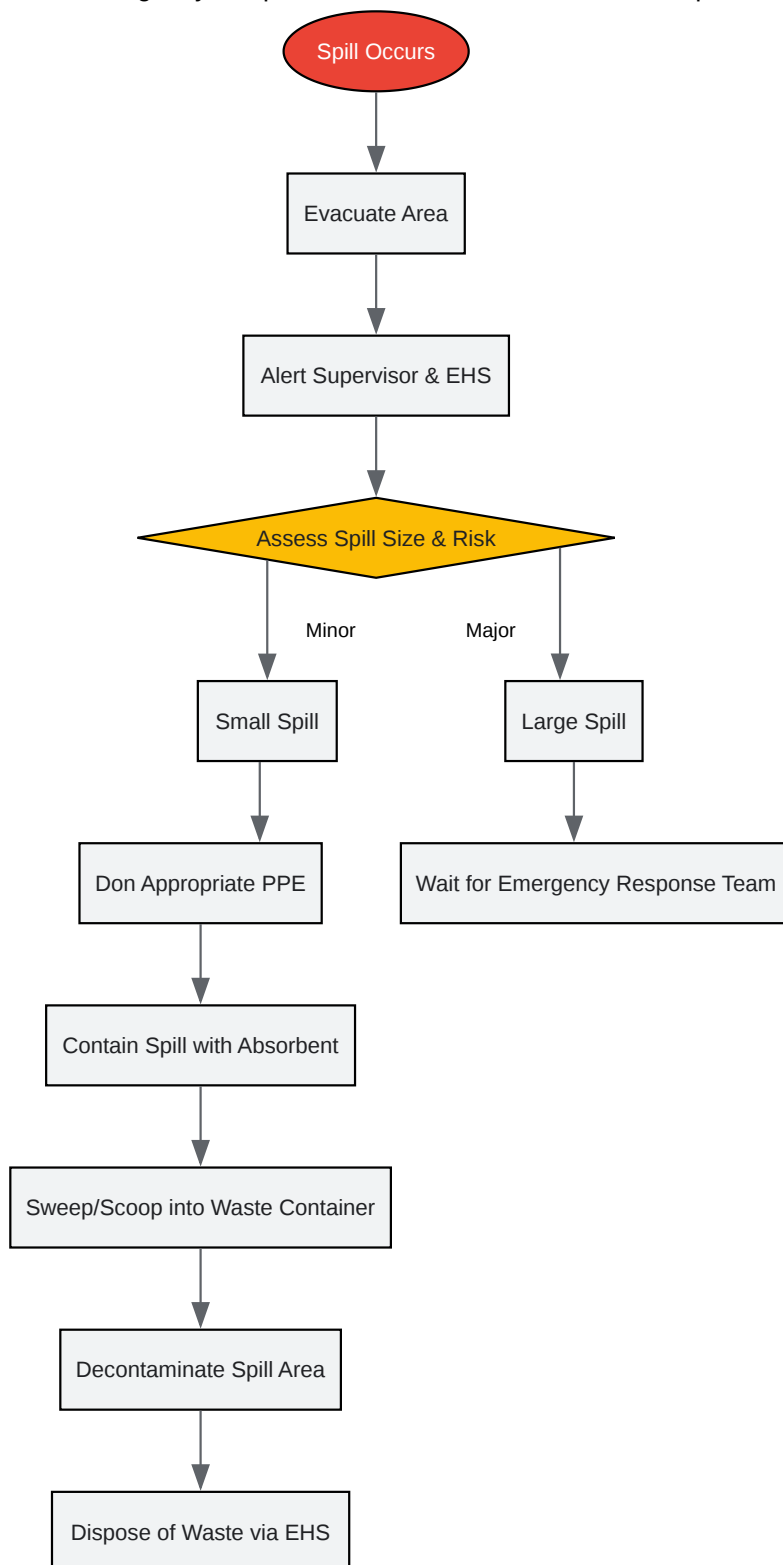 Spill Occurs
Evacuate Area
Alert Supervisor & EHS
Assess Spill Size & Risk
Minor
Major
Small Spill
Large Spill
Don Appropriate PPE
Wait for Emergency Response Team
Contain Spill with Absorbent
Sweep/Scoop into Waste Container
Decontaminate Spill Area
Dispose of Waste via EHS